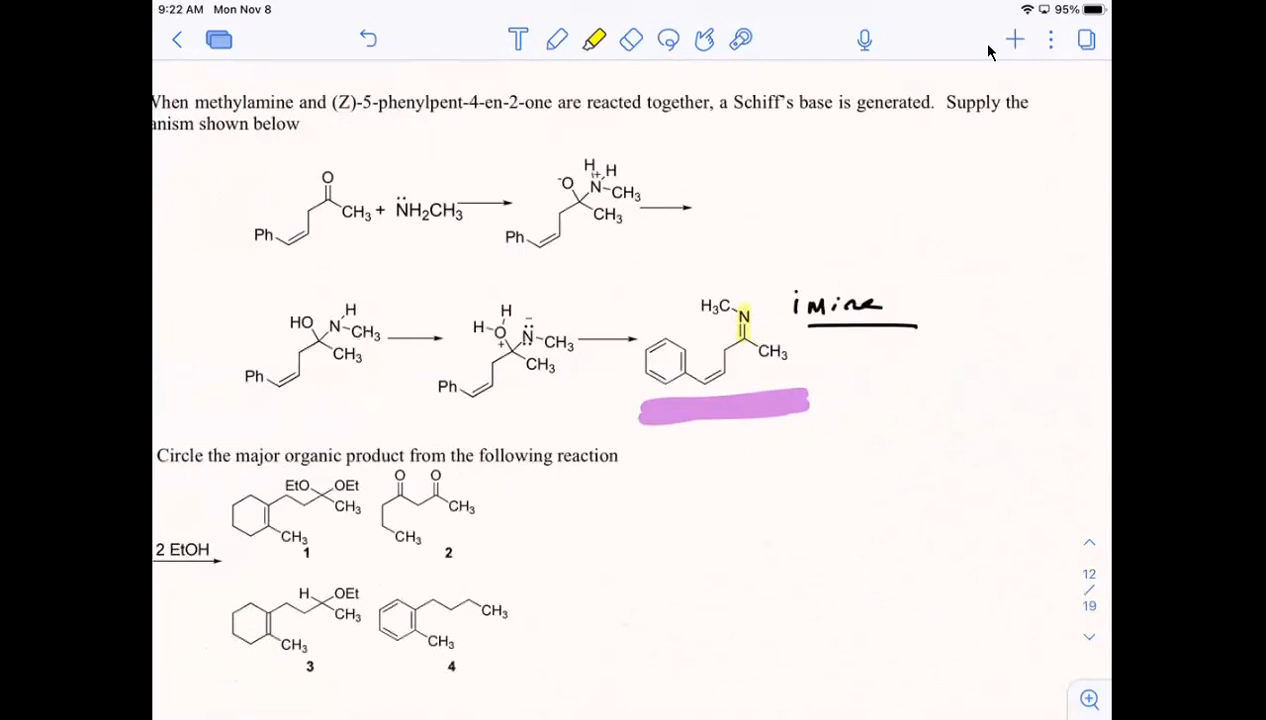 9:22 AM Mon Nov 8
95%
Vhen methylamine and (Z)-5-phenylpent-4-en-2-one are reacted together, a Schiff's base is generated. Supply the
anism shown below
O
CH₃ + N̈H₂CH₃
Ph
H
⁻O N⁺ H
CH₃
CH₃
Ph
HO N H
CH₃
CH₃
Ph
H
H O⁺ N̈⁻ CH₃
CH₃
Ph
H₃C N
CH₃
imine
Circle the major organic product from the following reaction
2 EtOH
EtO OEt
CH₃
CH₃
1
O O
CH₃
CH₃
2
H OEt
CH₃
CH₃
3
CH₃
CH₃
4
12
/
19